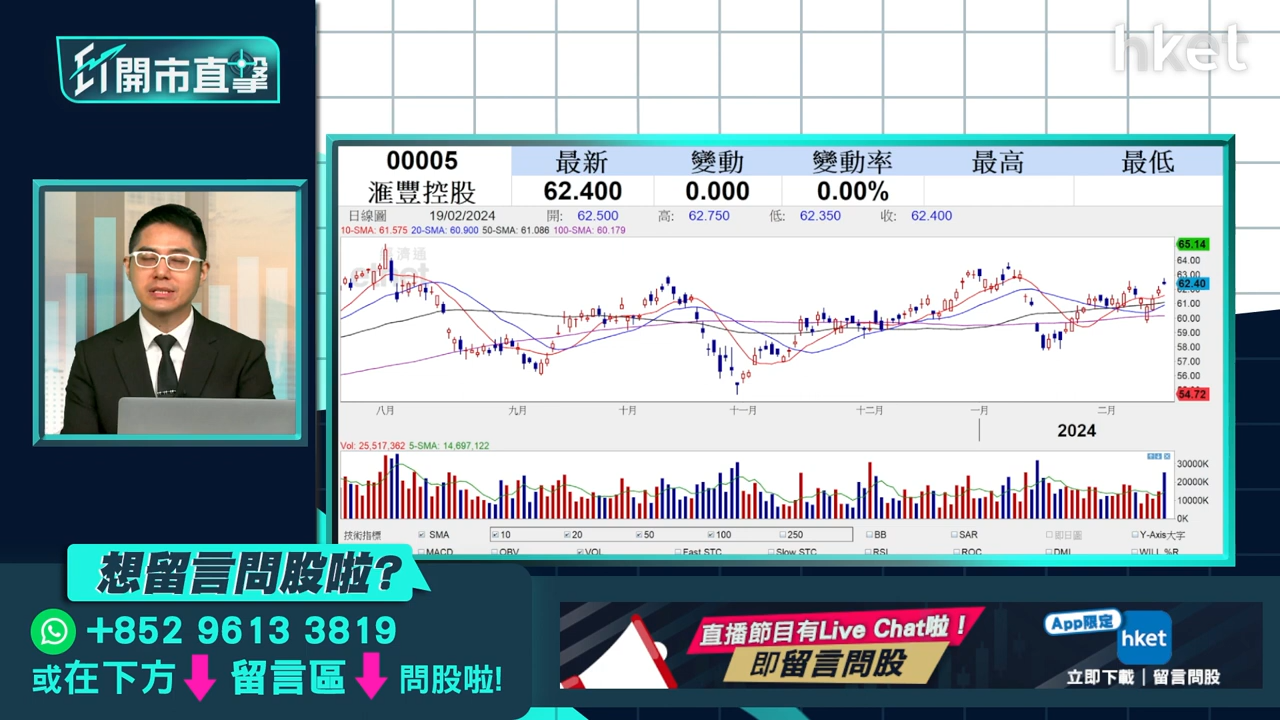 ET開市直擊
hket
00005
滙豐控股
最新 變動 變動率 最高 最低
62.400 0.000 0.00%
日線圖 19/02/2024 開: 62.500 高: 62.750 低: 62.350 收: 62.400
10-SMA: 61.575 20-SMA: 60.900 50-SMA: 61.086 100-SMA: 60.179
65.14
64.00
63.00
62.40
61.00
60.00
59.00
58.00
57.00
56.00
54.72
八月 九月 十月 十一月 十二月 一月 二月
2024
Vol: 25,517,362 5-SMA: 14,697,122
30000K
20000K
10000K
0K
技術指標 SMA 10 20 50 100 250 BB SAR 即日圖 Y-Axis大字
MACD OBV VOL Fast STC Slow STC RSI ROC DMI WILL %R
想留言問股啦?
+852 9613 3819
或在下方 留言區 問股啦!
直播節目有Live Chat啦！
即留言問股
App限定
hket
立即下載｜留言問股